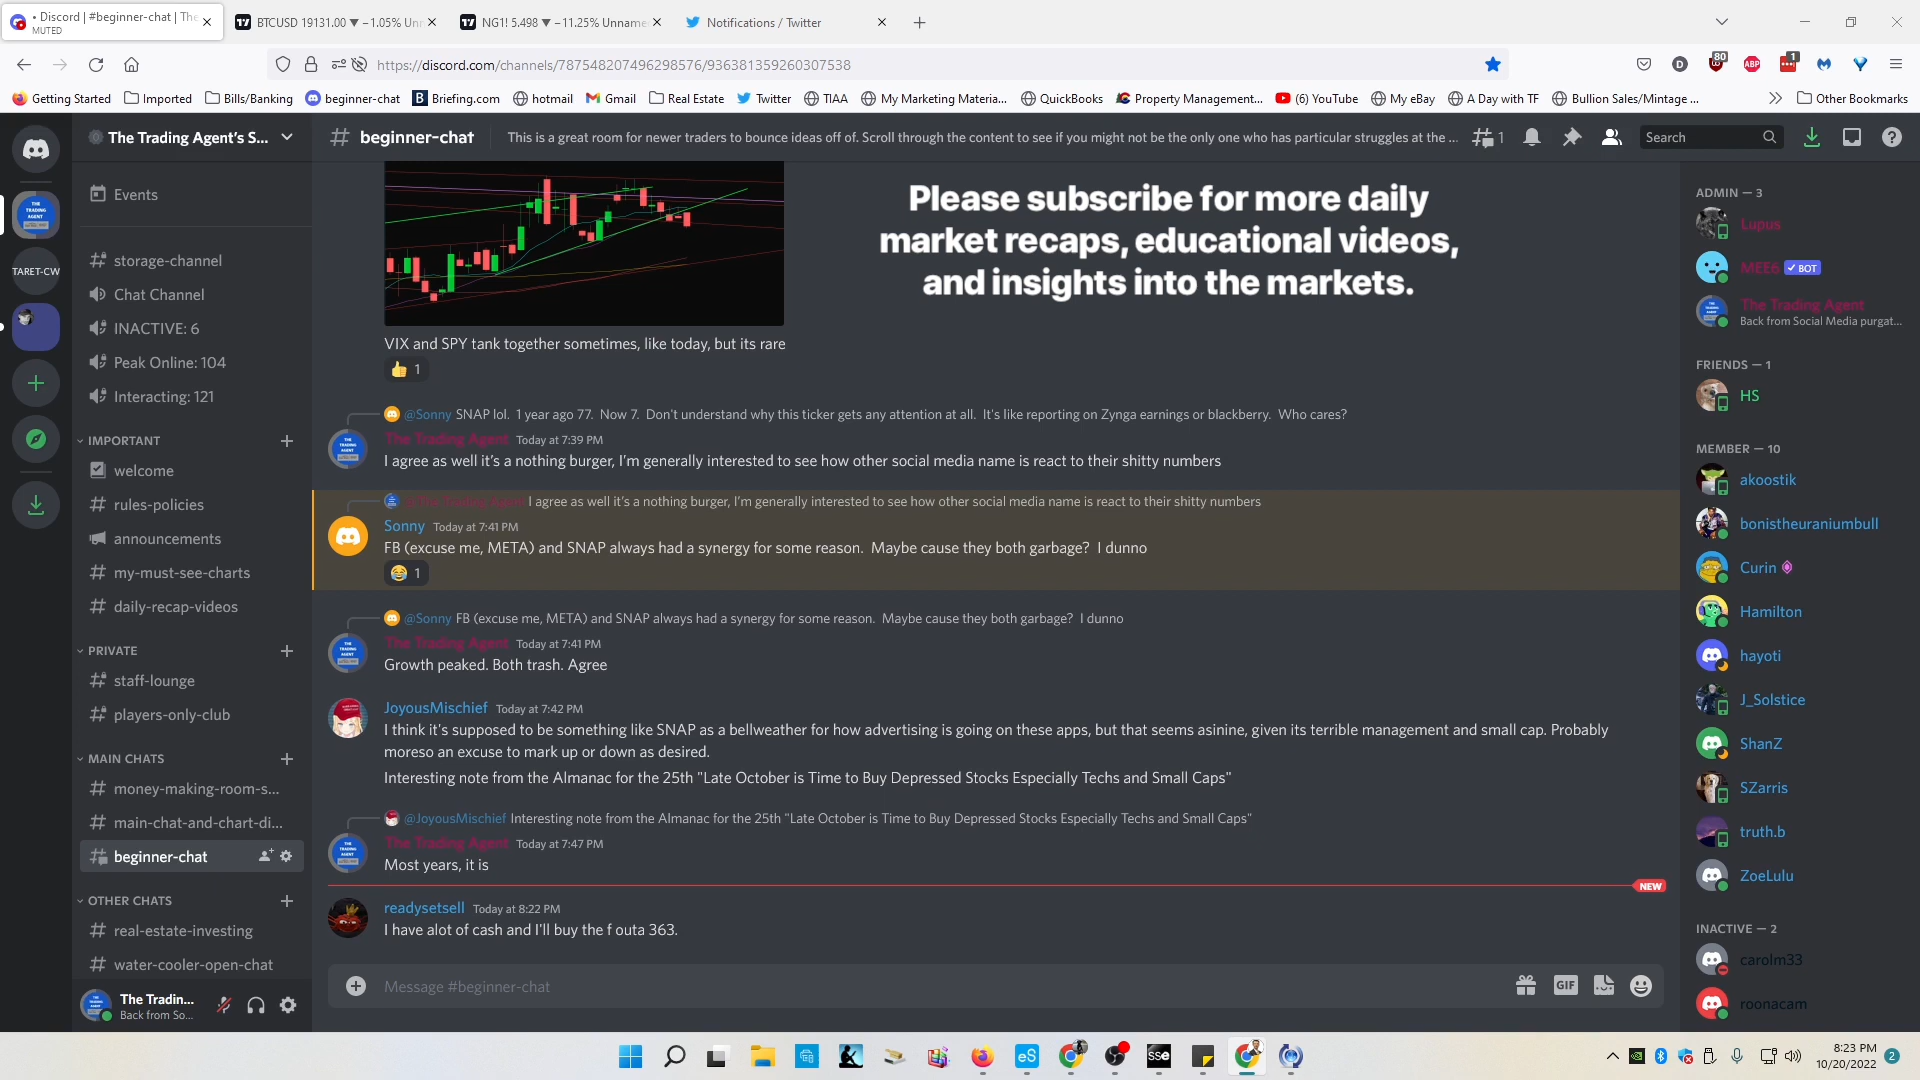 • Discord | #beginner-chat | The
MUTED
BTCUSD 19131.00 ▼ −1.05% Un
NG1! 5.498 ▼ −11.25% Unname
Notifications / Twitter
https://discord.com/channels/787548207496298576/936381359260307538
80
ABP
1
Getting Started
Imported
Bills/Banking
beginner-chat
Briefing.com
hotmail
Gmail
Real Estate
Twitter
TIAA
My Marketing Materia...
QuickBooks
Property Management...
(6) YouTube
My eBay
A Day with TF
Bullion Sales/Mintage ...
Other Bookmarks
The Trading Agent's S...
# beginner-chat
This is a great room for newer traders to bounce ideas off of. Scroll through the content to see if you might not be the only one who has particular struggles at the ...
1
Search
TARET-CW
Events
storage-channel
Chat Channel
INACTIVE: 6
Peak Online: 104
Interacting: 121
IMPORTANT
welcome
rules-policies
announcements
my-must-see-charts
daily-recap-videos
PRIVATE
staff-lounge
players-only-club
MAIN CHATS
money-making-room-s...
main-chat-and-chart-di...
beginner-chat
OTHER CHATS
real-estate-investing
water-cooler-open-chat
The Tradin...
Back from So...
Please subscribe for more daily
market recaps, educational videos,
and insights into the markets.
VIX and SPY tank together sometimes, like today, but its rare
👍 1
@Sonny SNAP lol. 1 year ago 77. Now 7. Don't understand why this ticker gets any attention at all. It's like reporting on Zynga earnings or blackberry. Who cares?
The Trading Agent Today at 7:39 PM
I agree as well it's a nothing burger, I'm generally interested to see how other social media name is react to their shitty numbers
@The Trading Agent I agree as well it's a nothing burger, I'm generally interested to see how other social media name is react to their shitty numbers
Sonny Today at 7:41 PM
FB (excuse me, META) and SNAP always had a synergy for some reason. Maybe cause they both garbage? I dunno
😂 1
@Sonny FB (excuse me, META) and SNAP always had a synergy for some reason. Maybe cause they both garbage? I dunno
The Trading Agent Today at 7:41 PM
Growth peaked. Both trash. Agree
JoyousMischief Today at 7:42 PM
I think it's supposed to be something like SNAP as a bellweather for how advertising is going on these apps, but that seems asinine, given its terrible management and small cap. Probably
moreso an excuse to mark up or down as desired.
Interesting note from the Almanac for the 25th "Late October is Time to Buy Depressed Stocks Especially Techs and Small Caps"
@JoyousMischief Interesting note from the Almanac for the 25th "Late October is Time to Buy Depressed Stocks Especially Techs and Small Caps"
The Trading Agent Today at 7:47 PM
Most years, it is
NEW
readysetsell Today at 8:22 PM
I have alot of cash and I'll buy the f outa 363.
Message #beginner-chat
GIF
ADMIN — 3
Lupus
MEE6 ✓ BOT
The Trading Agent
Back from Social Media purgat...
FRIENDS — 1
HS
MEMBER — 10
akoostik
bonistheuraniumbull
Curin
Hamilton
hayoti
J_Solstice
ShanZ
SZarris
truth.b
ZoeLulu
INACTIVE — 2
carolm33
roonacam
eS
SSE
8:23 PM
10/20/2022
2